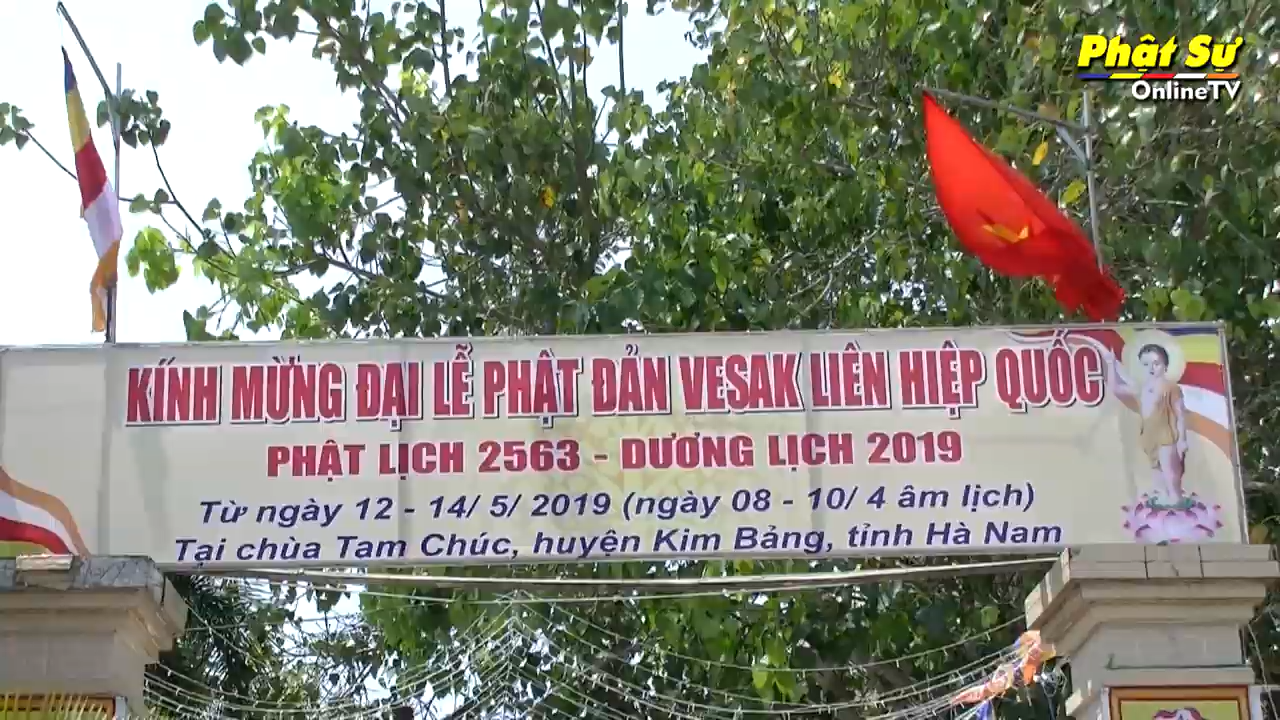 Phật Sự
OnlineTV
KÍNH MỪNG ĐẠI LỄ PHẬT ĐẢN VESAK LIÊN HIỆP QUỐC
PHẬT LỊCH 2563 - DƯƠNG LỊCH 2019
Từ ngày 12 - 14/ 5/ 2019 (ngày 08 - 10/ 4 âm lịch)
Tại chùa Tam Chúc, huyện Kim Bảng, tỉnh Hà Nam